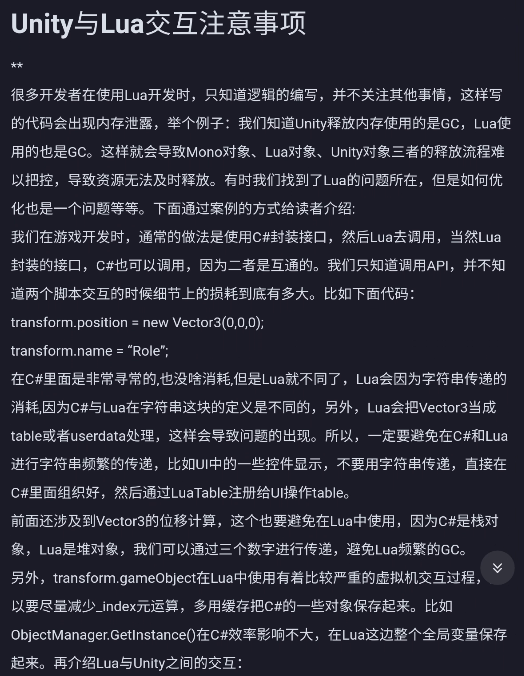 Unity与Lua交互注意事项
**
很多开发者在使用Lua开发时，只知道逻辑的编写，并不关注其他事情，这样写
的代码会出现内存泄露，举个例子：我们知道Unity释放内存使用的是GC，Lua使
用的也是GC。这样就会导致Mono对象、Lua对象、Unity对象三者的释放流程难
以把控，导致资源无法及时释放。有时我们找到了Lua的问题所在，但是如何优
化也是一个问题等等。下面通过案例的方式给读者介绍:
我们在游戏开发时，通常的做法是使用C#封装接口，然后Lua去调用，当然Lua
封装的接口，C#也可以调用，因为二者是互通的。我们只知道调用API，并不知
道两个脚本交互的时候细节上的损耗到底有多大。比如下面代码：
transform.position = new Vector3(0,0,0);
transform.name = “Role”;
在C#里面是非常寻常的,也没啥消耗,但是Lua就不同了，Lua会因为字符串传递的
消耗,因为C#与Lua在字符串这块的定义是不同的，另外，Lua会把Vector3当成
table或者userdata处理，这样会导致问题的出现。所以，一定要避免在C#和Lua
进行字符串频繁的传递，比如UI中的一些控件显示，不要用字符串传递，直接在
C#里面组织好，然后通过LuaTable注册给UI操作table。
前面还涉及到Vector3的位移计算，这个也要避免在Lua中使用，因为C#是栈对
象，Lua是堆对象，我们可以通过三个数字进行传递，避免Lua频繁的GC。
另外，transform.gameObject在Lua中使用有着比较严重的虚拟机交互过程，
以要尽量减少_index元运算，多用缓存把C#的一些对象保存起来。比如
ObjectManager.GetInstance()在C#效率影响不大，在Lua这边整个全局变量保存
起来。再介绍Lua与Unity之间的交互：